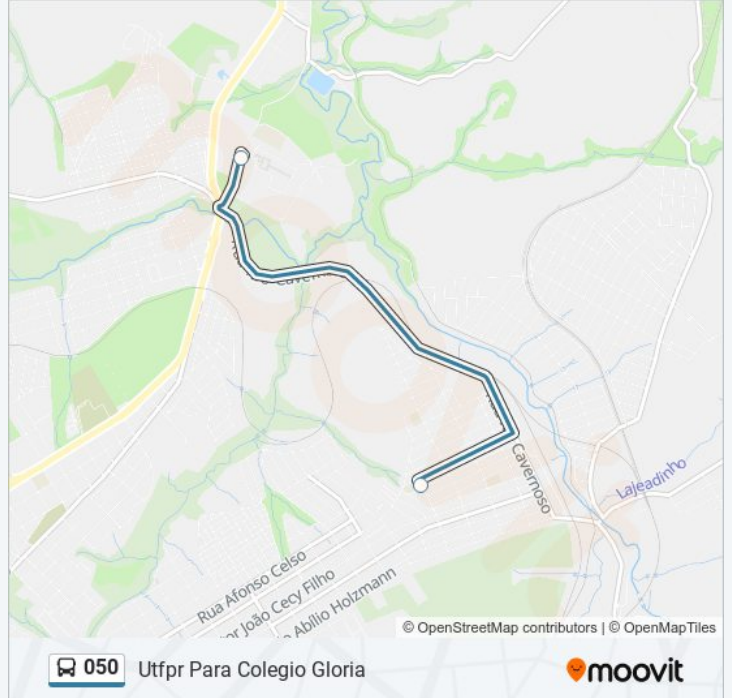 Cavernoso
Lajeadinho
Rua Afonso Celso
João Cecy Filho
Abílio Holzmann
© OpenStreetMap contributors | © OpenMapTiles
050 Utfpr Para Colegio Gloria
moovit